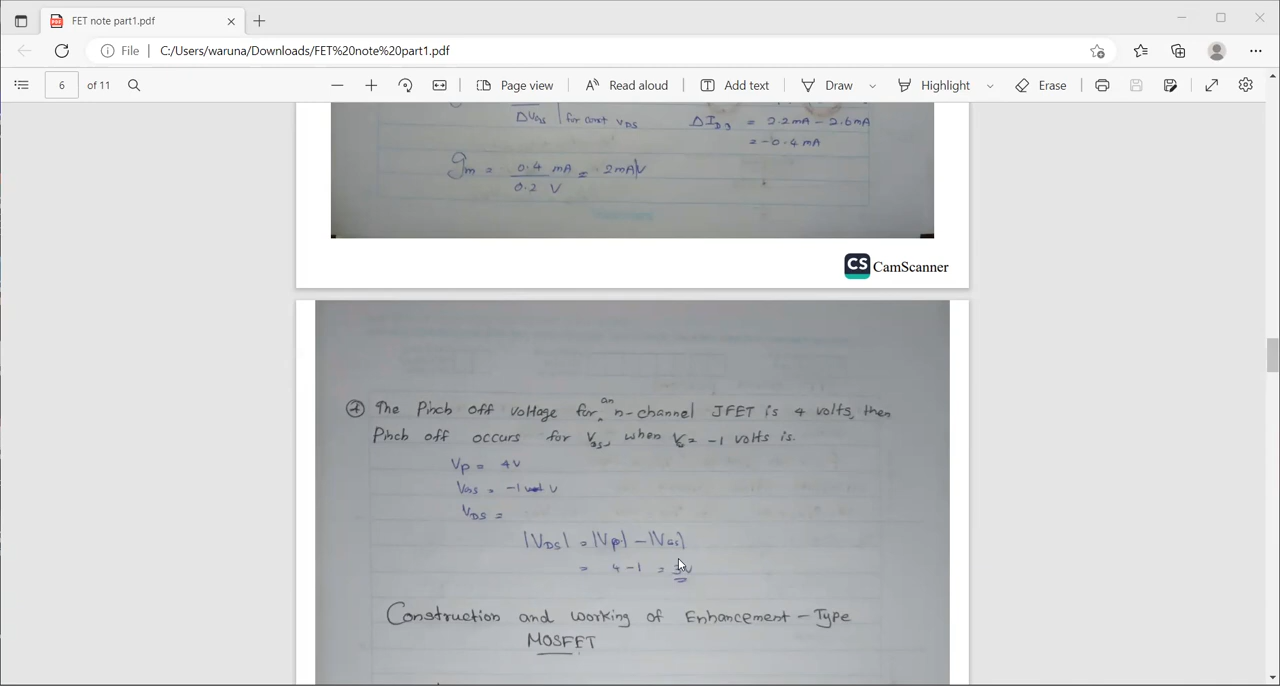 FET note part1.pdf
File
C:/Users/waruna/Downloads/FET%20note%20part1.pdf
6 of 11
Page view
Read aloud
Add text
Draw
Highlight
Erase
ΔVGS | for const VDS
ΔID3 = 2.2mA - 2.6mA
= -0.4 mA
gm = 0.4 mA / 0.2 V = 2mA/V
CS CamScanner
④ The Pinch off voltage for an n-channel JFET is 4 volts, then
Pinch off occurs for when = -1 volts is.
Vp = 4V
VGS = -1 V
VDS =
|VDS| = |Vp| - |VGS|
= 4-1 = 3V
Construction and working of Enhancement - Type
MOSFET